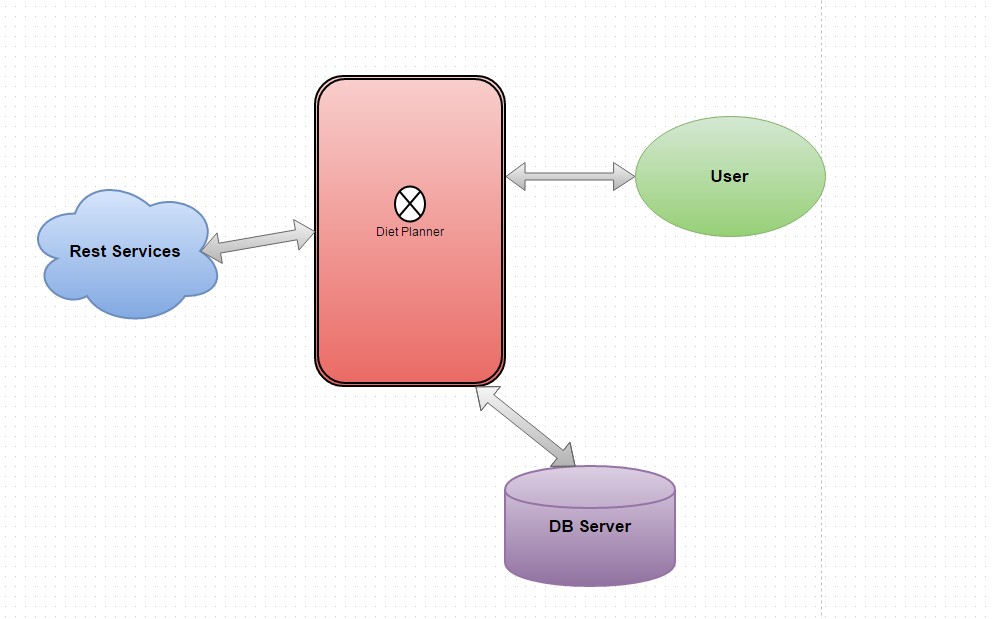 User
Diet Planner
Rest Services
DB Server